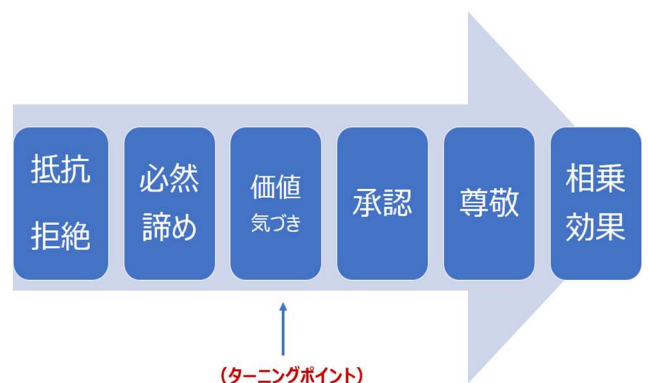 抵抗
拒絶
必然
諦め
価値
気づき
承認
尊敬
相乗
効果
（ターニングポイント）